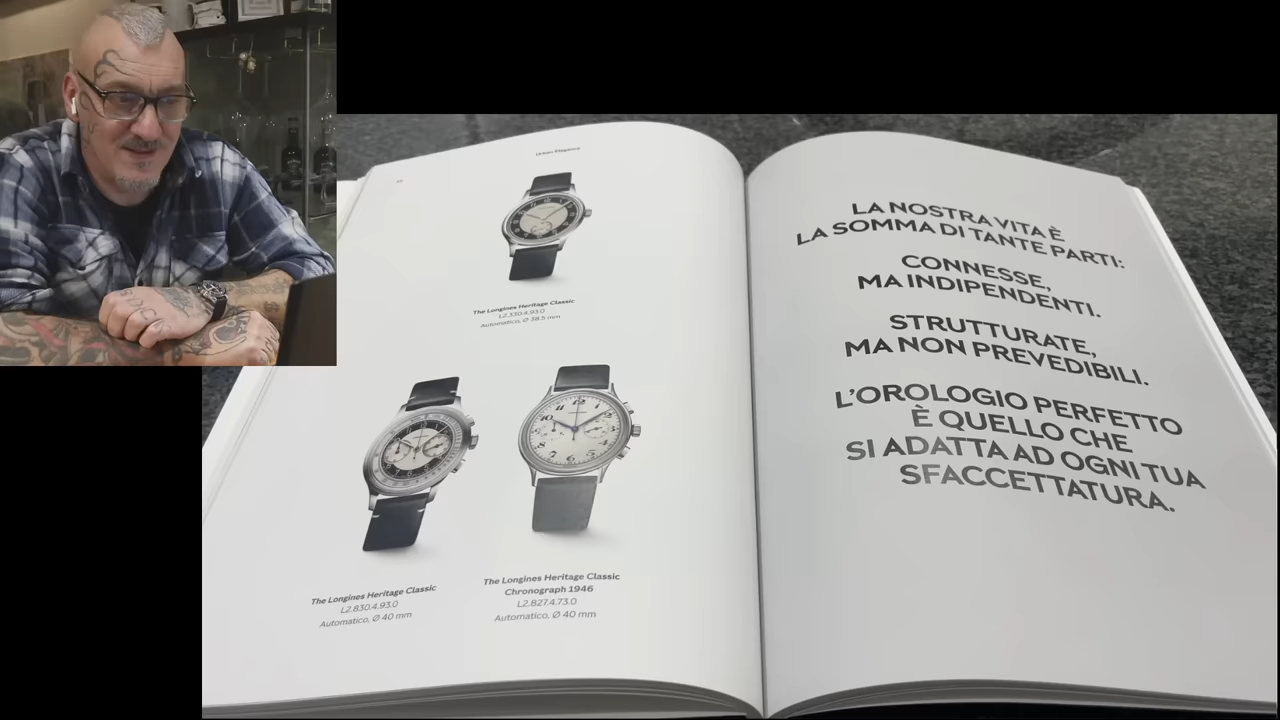 Urban Elegance
The Longines Heritage Classic
L2.330.4.93.0
Automatico, Ø 38.5 mm
The Longines Heritage Classic
L2.830.4.93.0
Automatico, Ø 40 mm
The Longines Heritage Classic
Chronograph 1946
L2.827.4.73.0
Automatico, Ø 40 mm
LA NOSTRA VITA È
LA SOMMA DI TANTE PARTI:
CONNESSE,
MA INDIPENDENTI.
STRUTTURATE,
MA NON PREVEDIBILI.
L'OROLOGIO PERFETTO
È QUELLO CHE
SI ADATTA AD OGNI TUA
SFACCETTATURA.